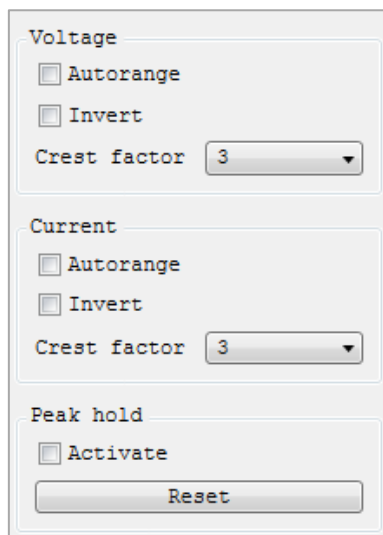 Voltage
Autorange
Invert
Crest factor 3
Current
Autorange
Invert
Crest factor 3
Peak hold
Activate
Reset